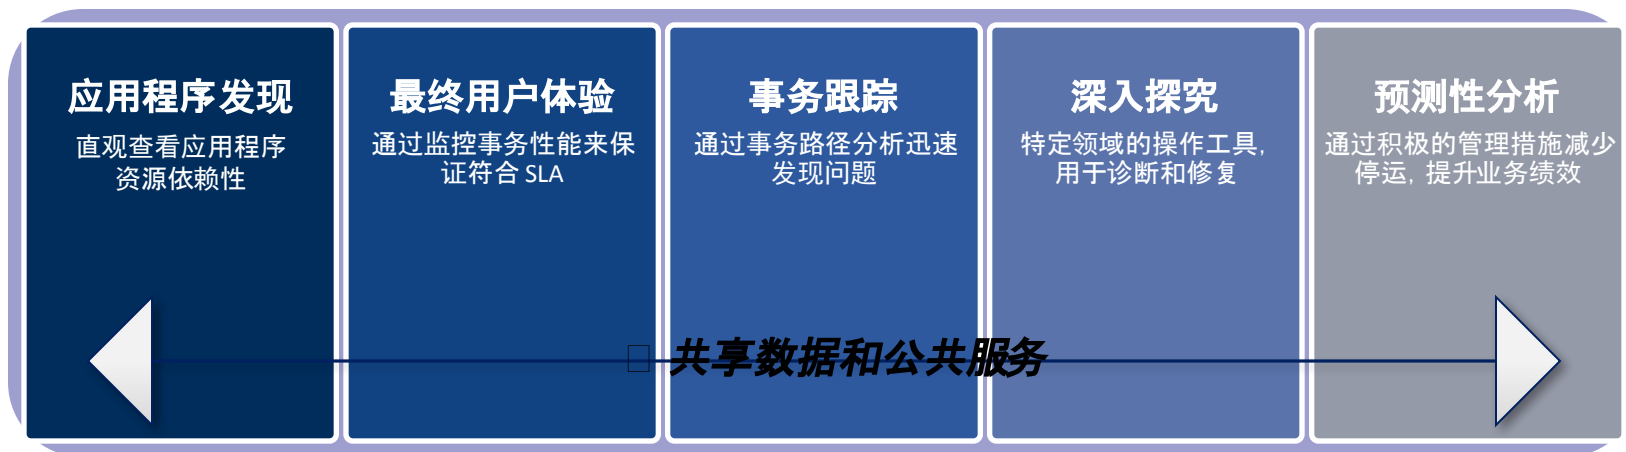 应用程序发现
直观查看应用程序
资源依赖性
最终用户体验
通过监控事务性能来保
证符合 SLA
事务跟踪
通过事务路径分析迅速
发现问题
深入探究
特定领域的操作工具,
用于诊断和修复
预测性分析
通过积极的管理措施减少
停运, 提升业务绩效
共享数据和公共服务